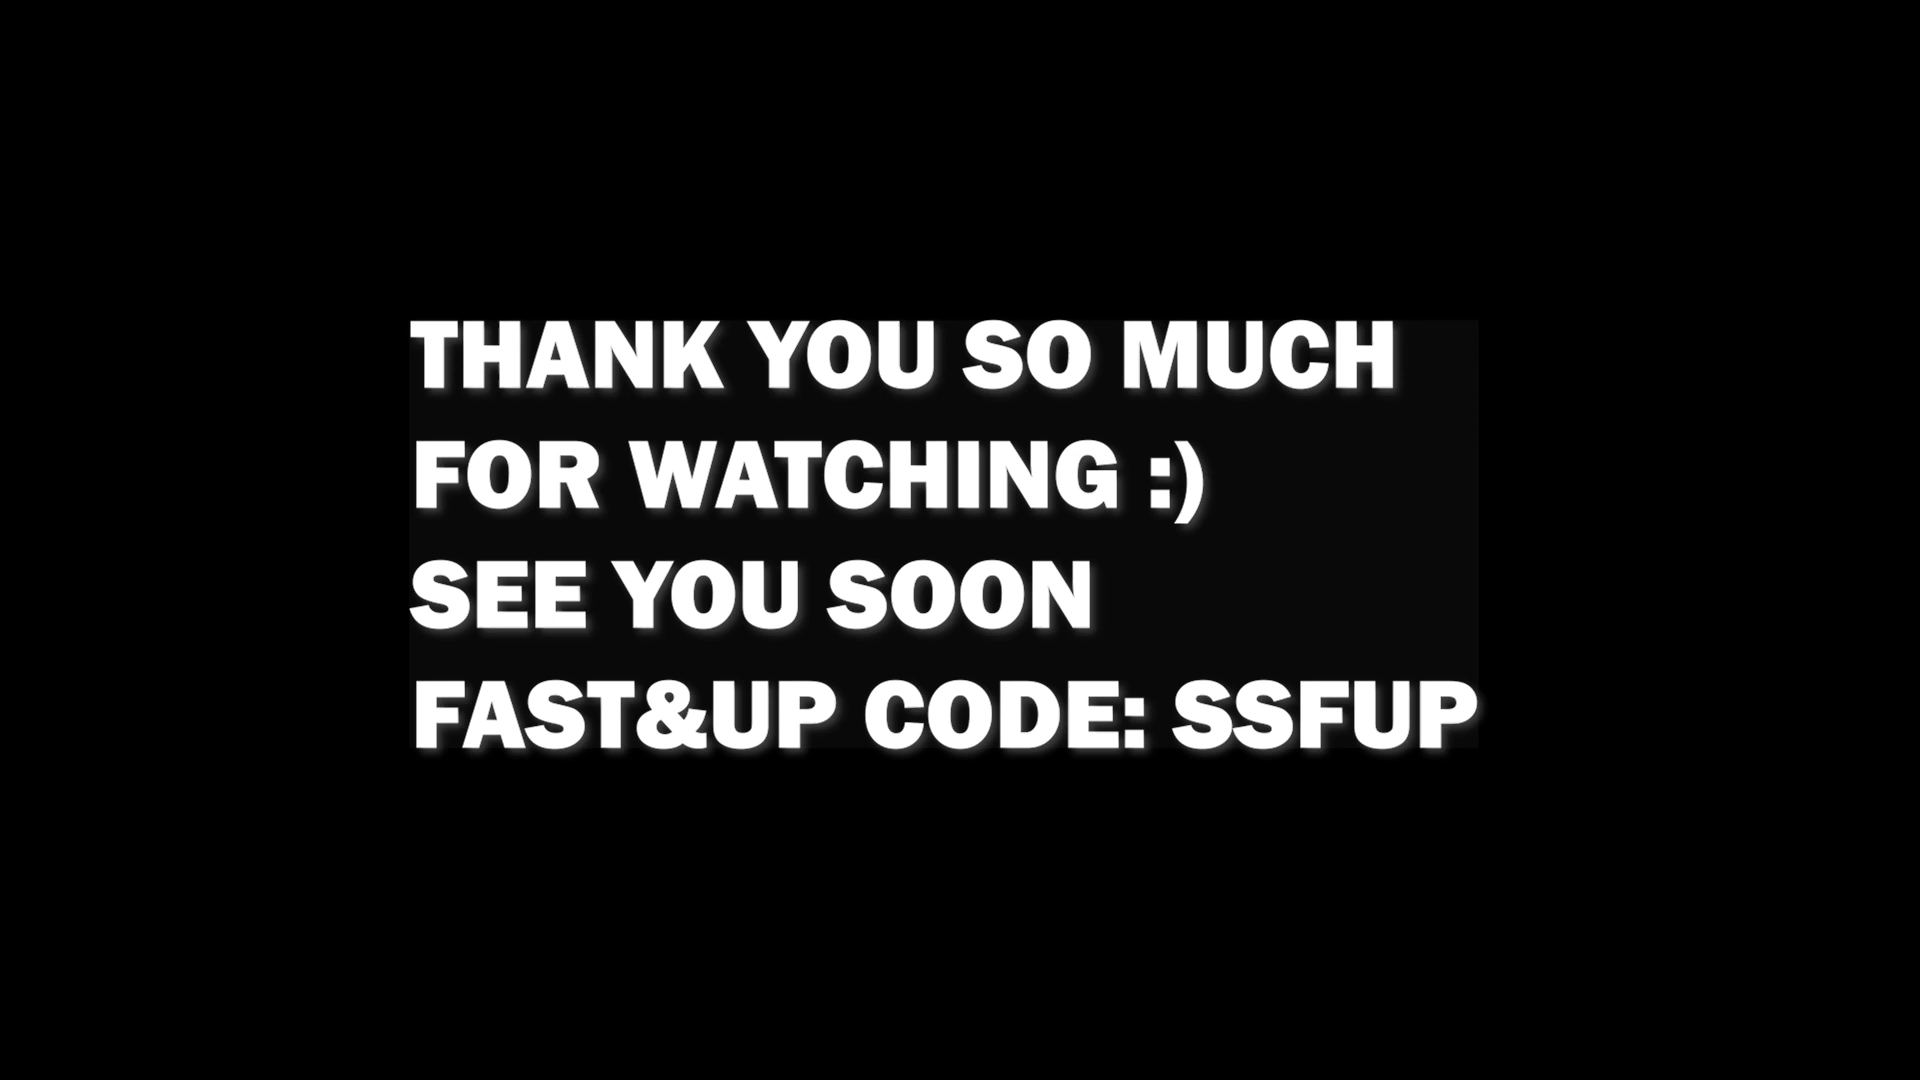 THANK YOU SO MUCH
FOR WATCHING :)
SEE YOU SOON
FAST&UP CODE: SSFUP